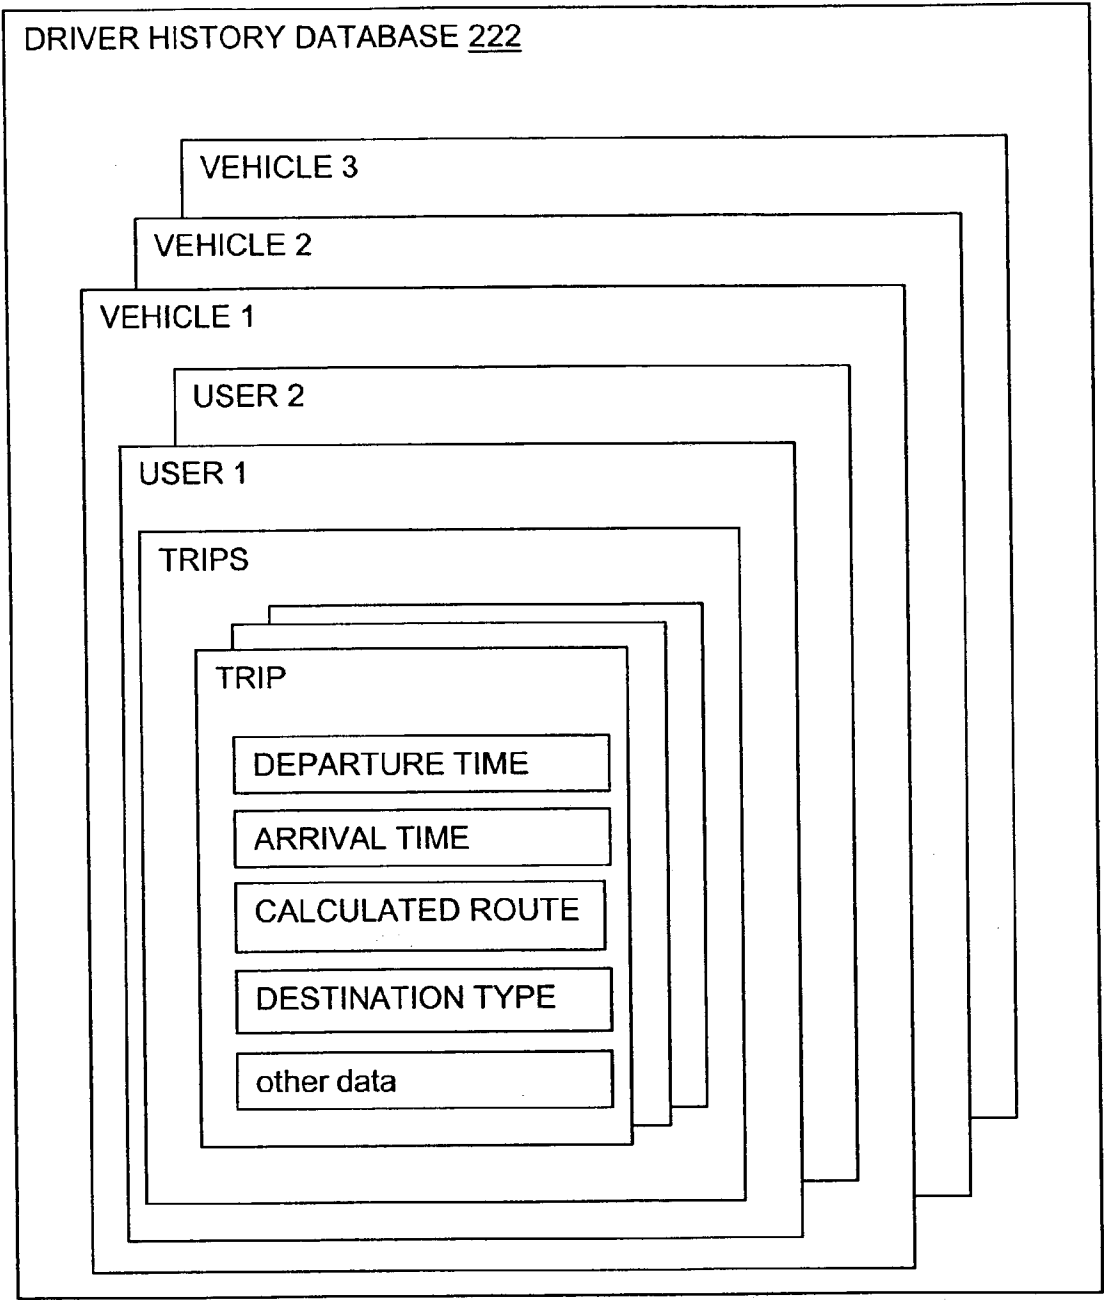 DRIVER HISTORY DATABASE 222
VEHICLE 3
VEHICLE 2
VEHICLE 1
USER 2
USER 1
TRIPS
TRIP
DEPARTURE TIME
ARRIVAL TIME
CALCULATED ROUTE
DESTINATION TYPE
other data